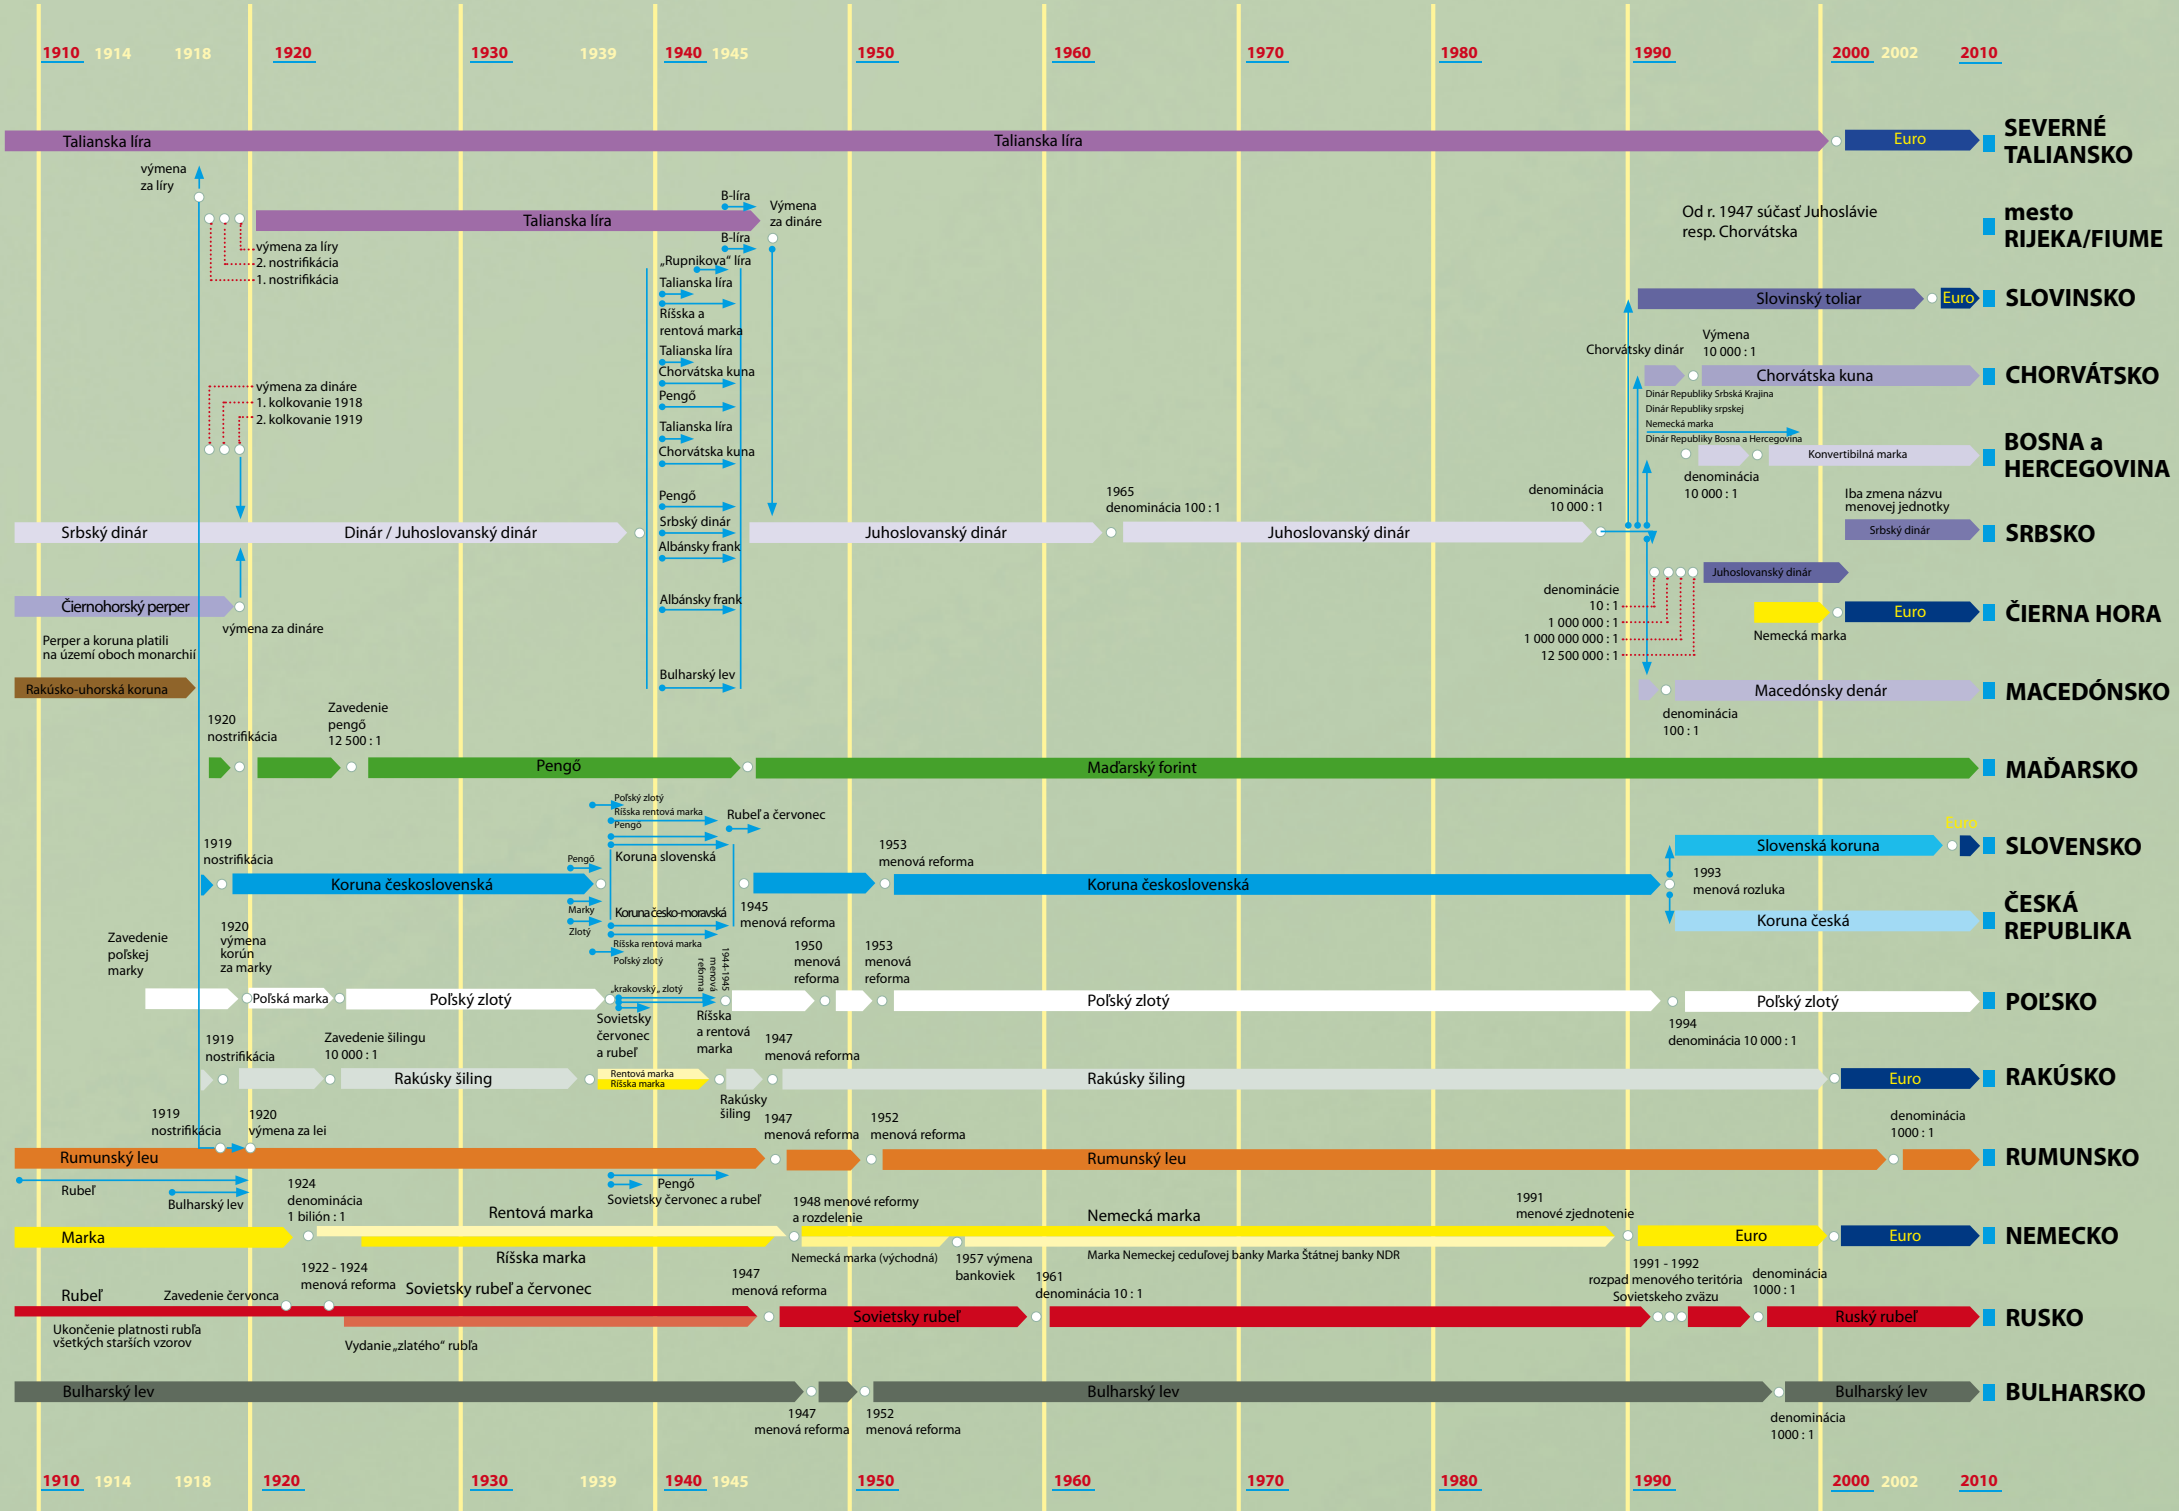 1910 1914 1918 1920 1930 1939 1940 1945 1950 1960 1970 1980 1990 2000 2002 2010
Talianska líra
Talianska líra
Euro
SEVERNÉ
TALIANSKO
výmena
za líry
B-líra
Talianska líra
Výmena
za dináre
B-líra
Od r. 1947 súčasť Juhoslávie
resp. Chorvátska
mesto
RIJEKA/FIUME
výmena za líry
2. nostrifikácia
1. nostrifikácia
„Rupnikova“ líra
Talianska líra
Ríšska a
rentová marka
Slovinský toliar
Euro
SLOVINSKO
Talianska líra
Chorvátska kuna
Pengő
Chorvátsky dinár
Výmena
10 000 : 1
Chorvátska kuna
CHORVÁTSKO
výmena za dináre
1. kolkovanie 1918
2. kolkovanie 1919
Talianska líra
Chorvátska kuna
Dinár Republiky Srbská Krajina
Dinár Republiky srpskej
Nemecká marka
Dinár Republiky Bosna a Hercegovina
Konvertibilná marka
denominácia
10 000 : 1
BOSNA a
HERCEGOVINA
Srbský dinár
Dinár / Juhoslovanský dinár
Pengő
Srbský dinár
Albánsky frank
Juhoslovanský dinár
1965
denominácia 100 : 1
Juhoslovanský dinár
denominácia
10 000 : 1
Iba zmena názvu
menovej jednotky
Srbský dinár
SRBSKO
Juhoslovanský dinár
denominácie
10 : 1
1 000 000 : 1
1 000 000 000 : 1
12 500 000 : 1
Čiernohorský perper
výmena za dináre
Albánsky frank
Nemecká marka
Euro
ČIERNA HORA
Perper a koruna platili
na území oboch monarchií
Rakúsko-uhorská koruna
Bulharský lev
Macedónsky denár
denominácia
100 : 1
MACEDÓNSKO
1920
nostrifikácia
Zavedenie
pengő
12 500 : 1
Pengő
Maďarský forint
MAĎARSKO
Poľský zlotý
Ríšska rentová marka
Pengő
Rubeľ a červonec
Koruna slovenská
1919
nostrifikácia
Koruna československá
Pengő
Marky
Zlotý
Koruna česko-moravská
Ríšska rentová marka
Poľský zlotý
1945
menová reforma
1953
menová reforma
Koruna československá
1993
menová rozluka
Slovenská koruna
Euro
SLOVENSKO
Koruna česká
ČESKÁ
REPUBLIKA
Zavedenie
poľskej
marky
1920
výmena
korún
za marky
Poľská marka
Poľský zlotý
„krakovský„ zlotý
Sovietsky
červonec
a rubeľ
1944-1945
menová
reforma
Ríšska
a rentová
marka
1950
menová
reforma
1953
menová
reforma
Poľský zlotý
1994
denominácia 10 000 : 1
Poľský zlotý
POĽSKO
1919
nostrifikácia
Zavedenie šilingu
10 000 : 1
Rakúsky šiling
Rentová marka
Ríšska marka
Rakúsky
šiling
1947
menová reforma
Rakúsky šiling
Euro
RAKÚSKO
1919
nostrifikácia
1920
výmena za lei
Rumunský leu
Rubeľ
Bulharský lev
Pengő
Sovietsky červonec a rubeľ
1947
menová reforma
1952
menová reforma
Rumunský leu
denominácia
1000 : 1
RUMUNSKO
Marka
1924
denominácia
1 bilión : 1
Rentová marka
Ríšska marka
1948 menové reformy
a rozdelenie
Nemecká marka (východná)
1957 výmena
bankoviek
Nemecká marka
Marka Nemeckej ceduľovej banky Marka Štátnej banky NDR
1991
menové zjednotenie
Euro
Euro
NEMECKO
Rubeľ
Zavedenie červonca
1922 - 1924
menová reforma
Sovietsky rubeľ a červonec
Ukončenie platnosti rubľa
všetkých starších vzorov
Vydanie „zlatého“ rubľa
1947
menová reforma
Sovietsky rubeľ
1961
denominácia 10 : 1
1991 - 1992
rozpad menového teritória
Sovietskeho zväzu
denominácia
1000 : 1
Ruský rubeľ
RUSKO
Bulharský lev
1947
menová reforma
1952
menová reforma
Bulharský lev
denominácia
1000 : 1
Bulharský lev
BULHARSKO
1910 1914 1918 1920 1930 1939 1940 1945 1950 1960 1970 1980 1990 2000 2002 2010